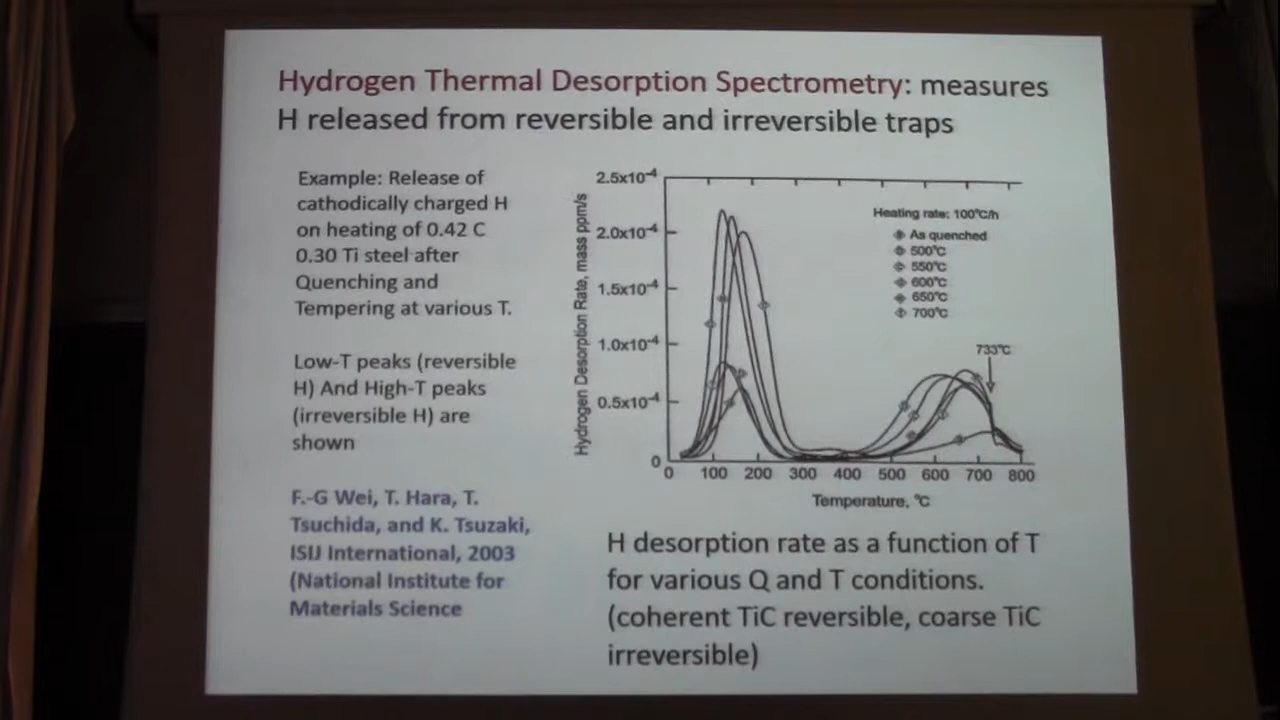 Hydrogen Thermal Desorption Spectrometry: measures
H released from reversible and irreversible traps
Example: Release of
cathodically charged H
on heating of 0.42 C
0.30 Ti steel after
Quenching and
Tempering at various T.
Low-T peaks (reversible
H) And High-T peaks
(irreversible H) are
shown
F.-G Wei, T. Hara, T.
Tsuchida, and K. Tsuzaki,
ISIJ International, 2003
(National Institute for
Materials Science
Hydrogen Desorption Rate, mass ppm/s
2.5x10-4
2.0x10-4
1.5x10-4
1.0x10-4
0.5x10-4
0
0 100 200 300 400 500 600 700 800
Temperature, °C
Heating rate: 100°C/h
As quenched
500°C
550°C
600°C
650°C
700°C
733°C
H desorption rate as a function of T
for various Q and T conditions.
(coherent TiC reversible, coarse TiC
irreversible)